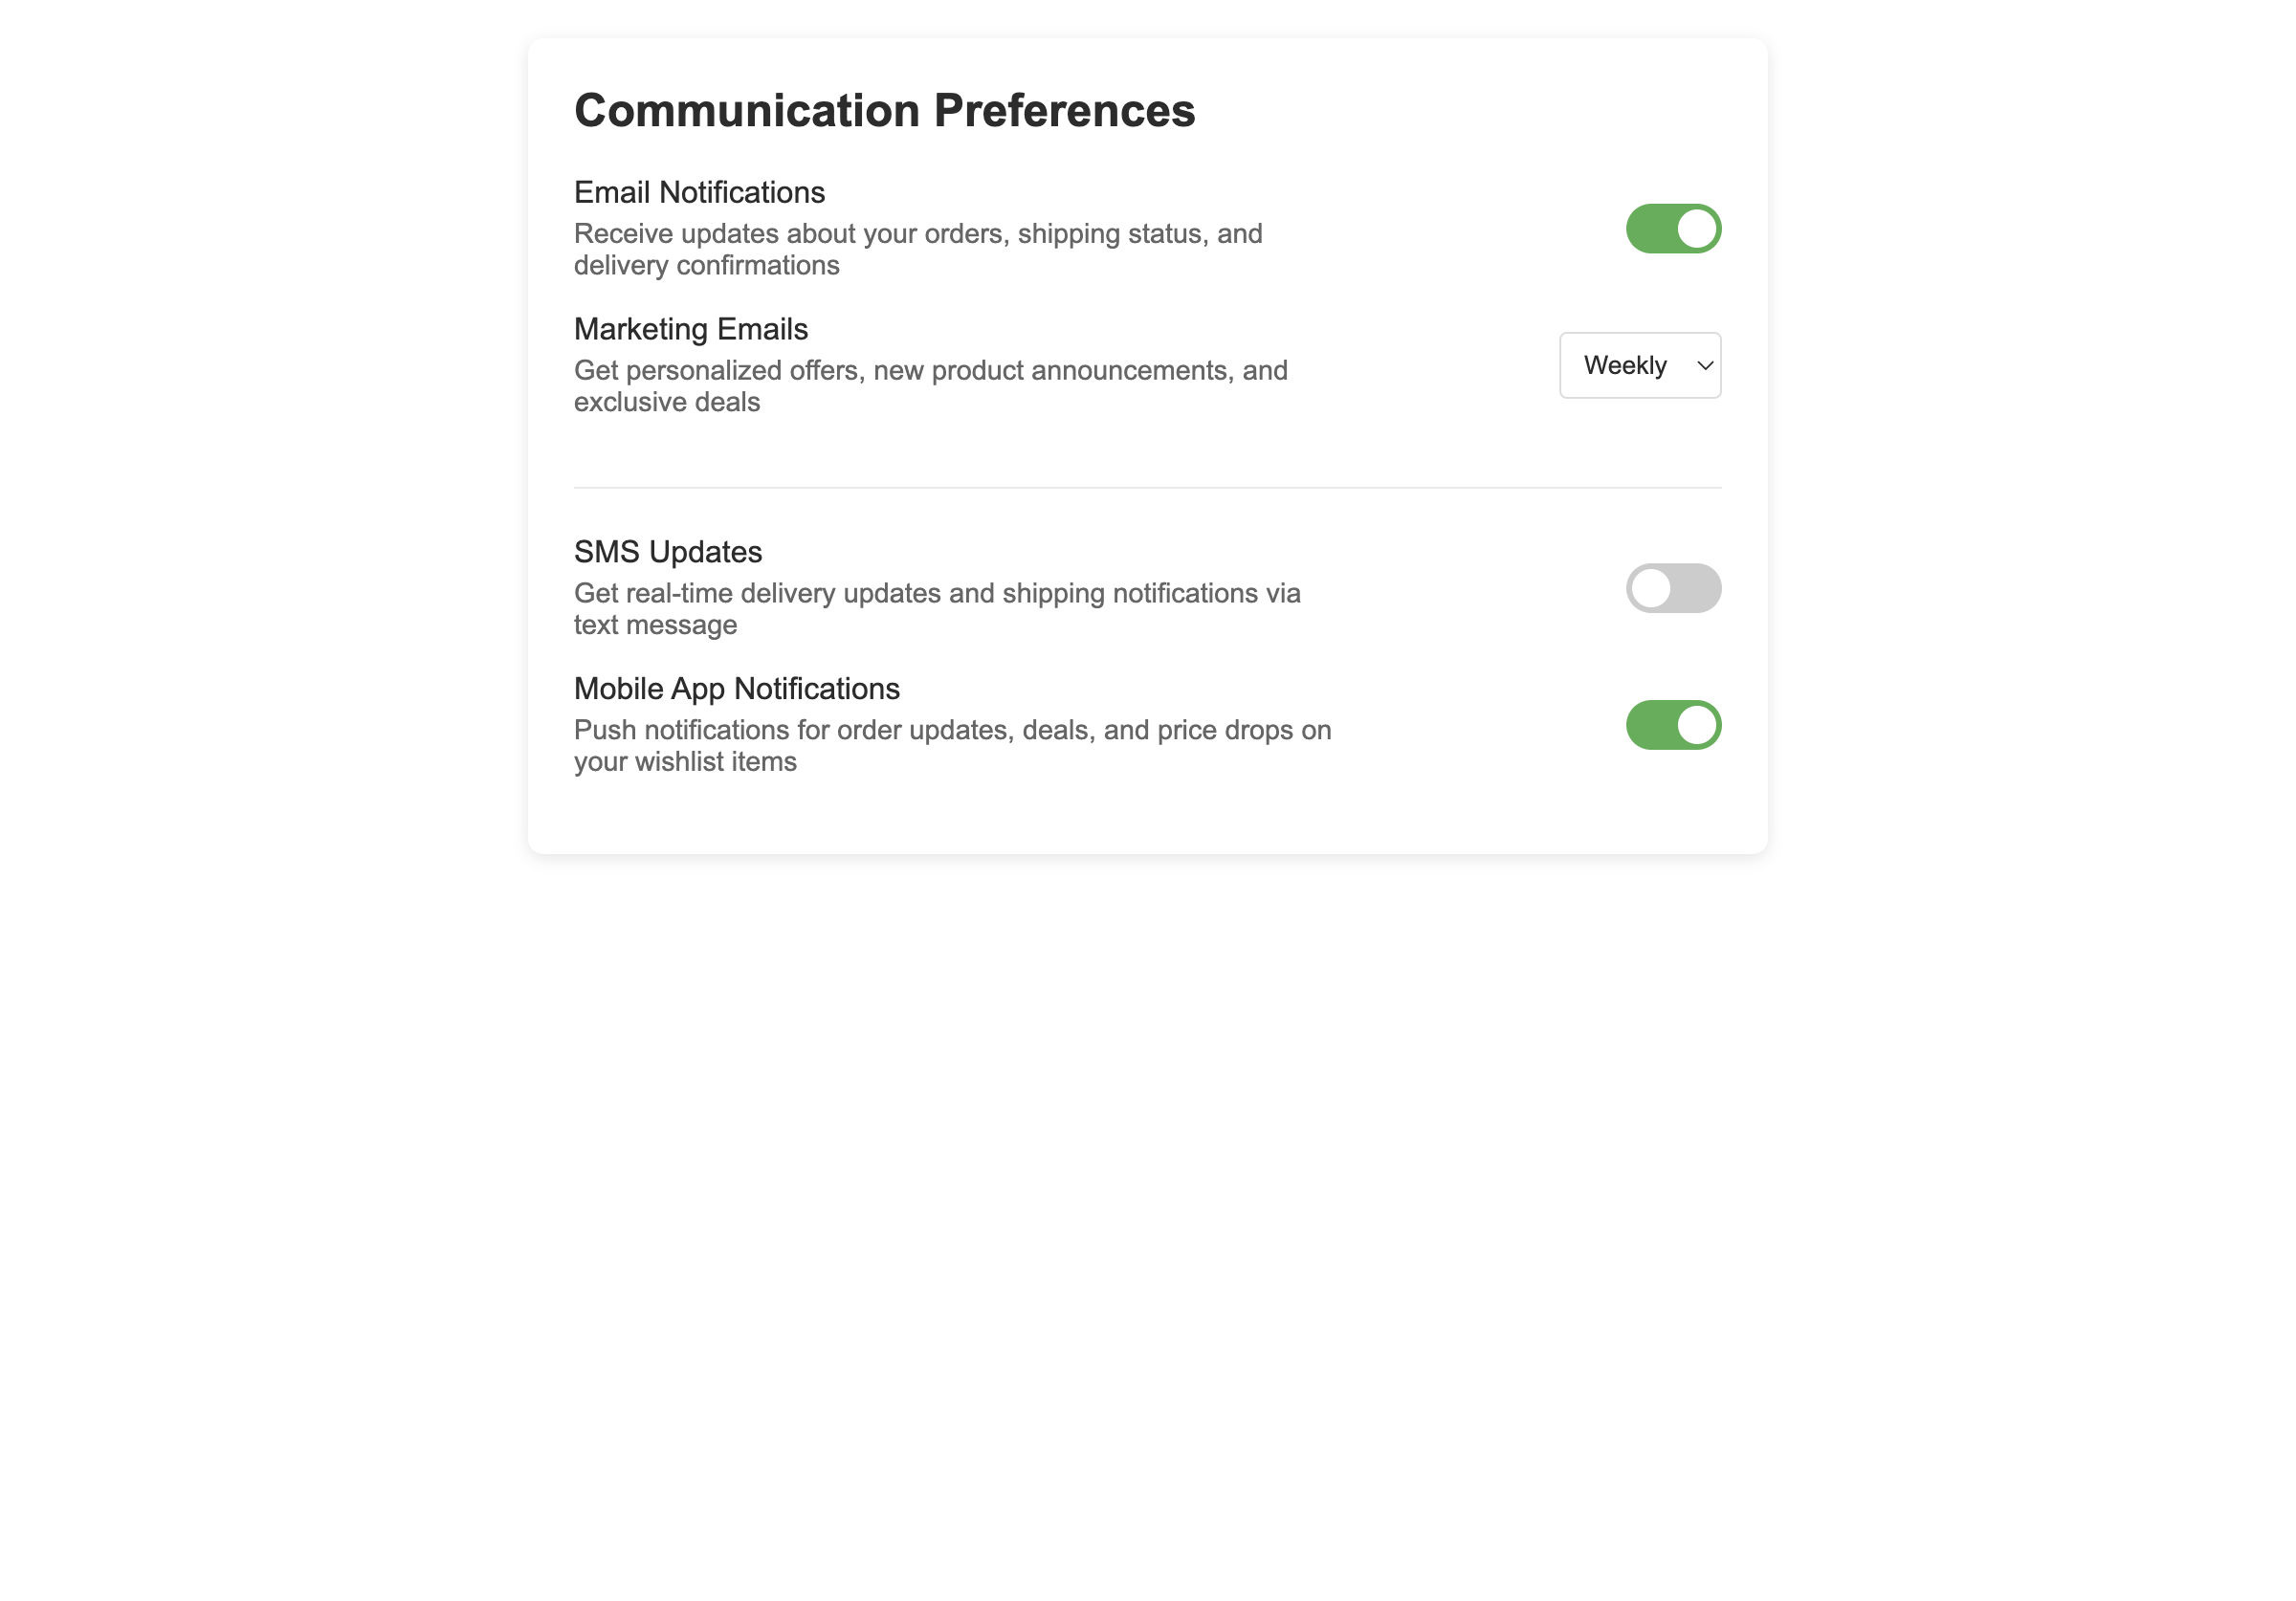 Communication Preferences
Email Notifications
Receive updates about your orders, shipping status, and
delivery confirmations
Marketing Emails
Get personalized offers, new product announcements, and
exclusive deals
Weekly
SMS Updates
Get real-time delivery updates and shipping notifications via
text message
Mobile App Notifications
Push notifications for order updates, deals, and price drops on
your wishlist items